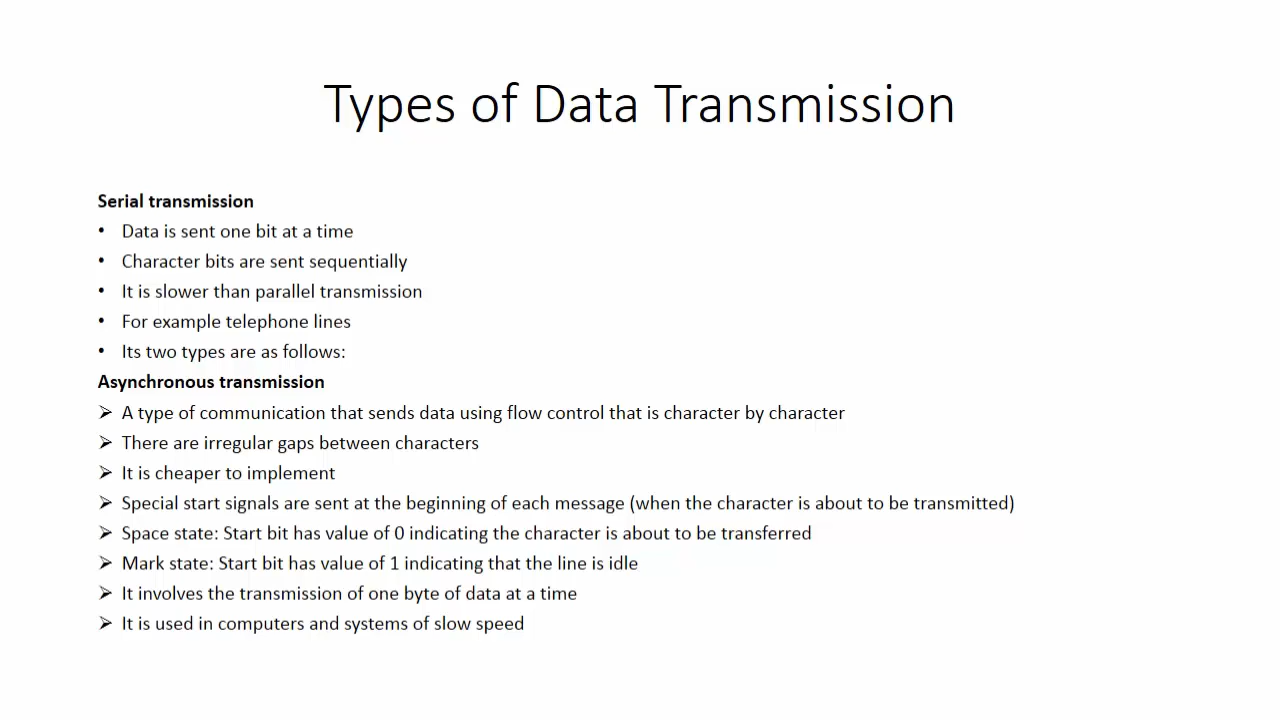 Types of Data Transmission
Serial transmission
• Data is sent one bit at a time
• Character bits are sent sequentially
• It is slower than parallel transmission
• For example telephone lines
• Its two types are as follows:
Asynchronous transmission
➢ A type of communication that sends data using flow control that is character by character
➢ There are irregular gaps between characters
➢ It is cheaper to implement
➢ Special start signals are sent at the beginning of each message (when the character is about to be transmitted)
➢ Space state: Start bit has value of 0 indicating the character is about to be transferred
➢ Mark state: Start bit has value of 1 indicating that the line is idle
➢ It involves the transmission of one byte of data at a time
➢ It is used in computers and systems of slow speed